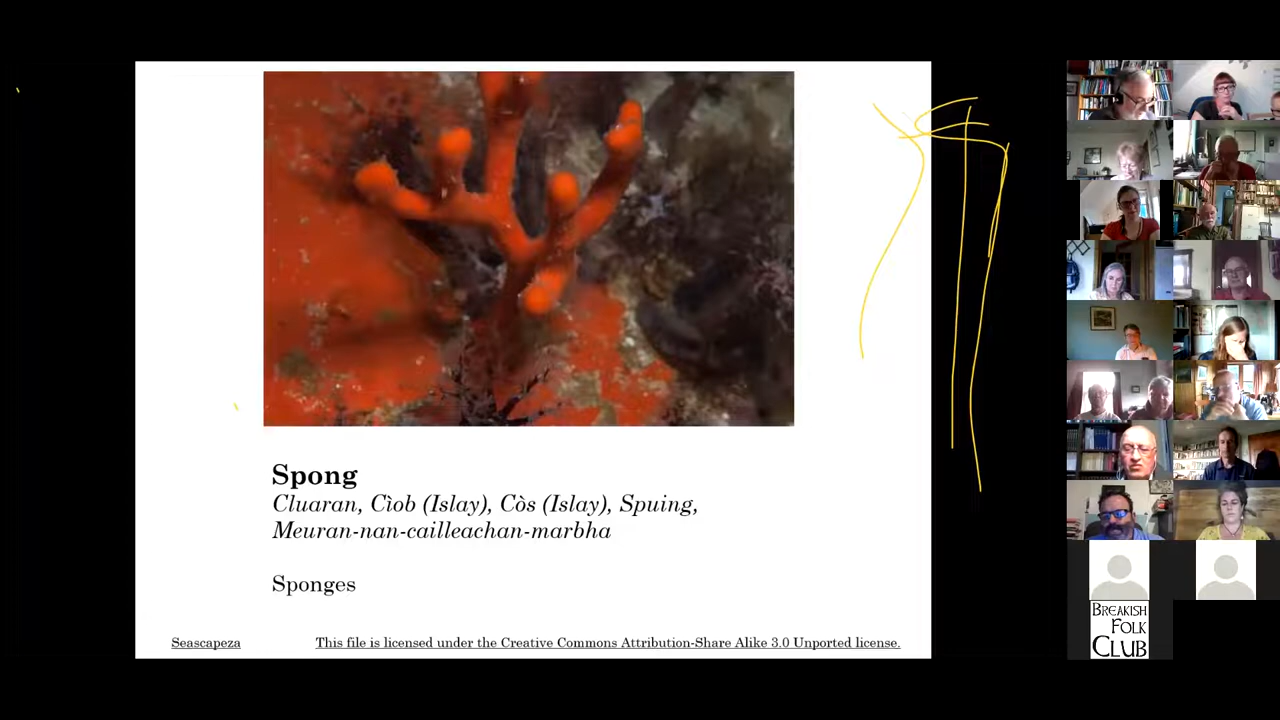 Spong
Cluaran, Cìob (Islay), Còs (Islay), Spuing,
Meuran-nan-cailleachan-marbha
Sponges
Seascapeza
This file is licensed under the Creative Commons Attribution-Share Alike 3.0 Unported license.
BREAKISH
FOLK
CLUB